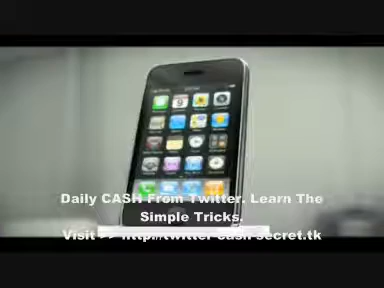 Daily CASH From Twitter. Learn The
Simple Tricks.
Visit >> http://twitter-cash-secret.tk